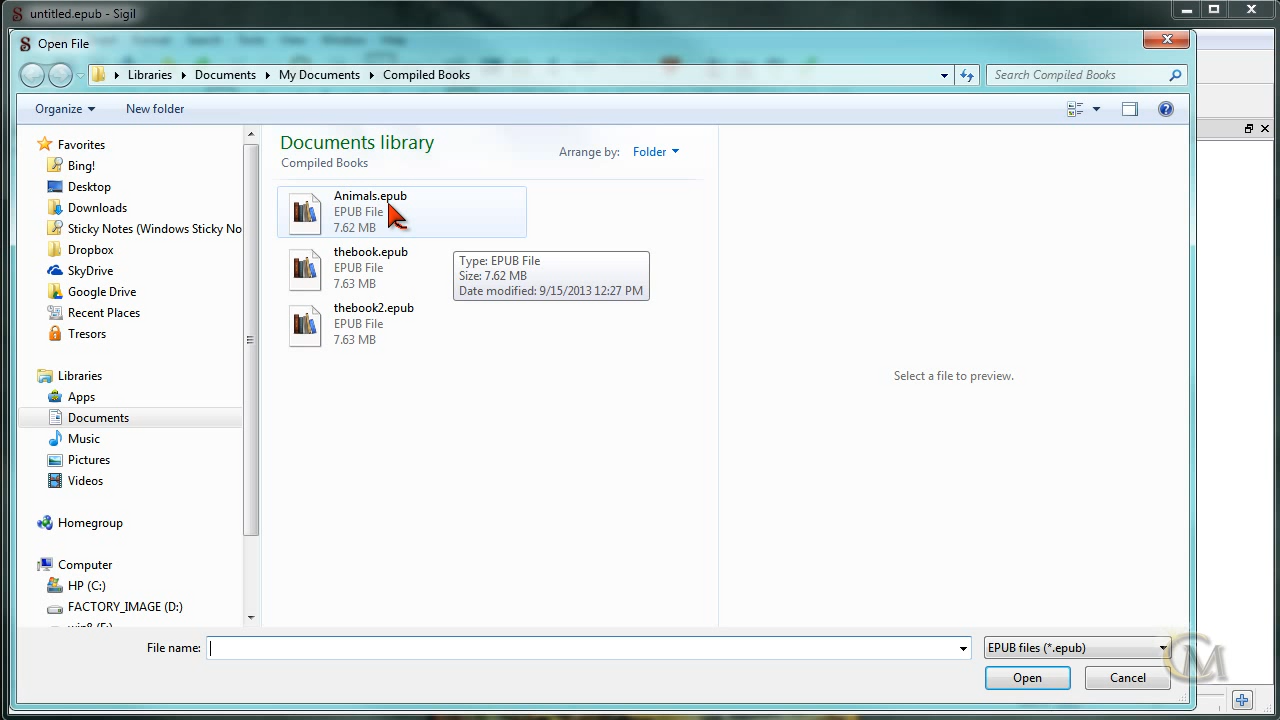 untitled.epub - Sigil
Open File
Libraries
Documents
My Documents
Compiled Books
Search Compiled Books
Organize
New folder
Favorites
Bing!
Desktop
Downloads
Sticky Notes (Windows Sticky No
Dropbox
SkyDrive
Google Drive
Recent Places
Tresors
Libraries
Apps
Documents
Music
Pictures
Videos
Homegroup
Computer
HP (C:)
FACTORY_IMAGE (D:)
Documents library
Compiled Books
Arrange by:
Folder
Animals.epub
EPUB File
7.62 MB
thebook.epub
EPUB File
7.63 MB
thebook2.epub
EPUB File
7.63 MB
Type: EPUB File
Size: 7.62 MB
Date modified: 9/15/2013 12:27 PM
Select a file to preview.
File name:
EPUB files (*.epub)
Open
Cancel